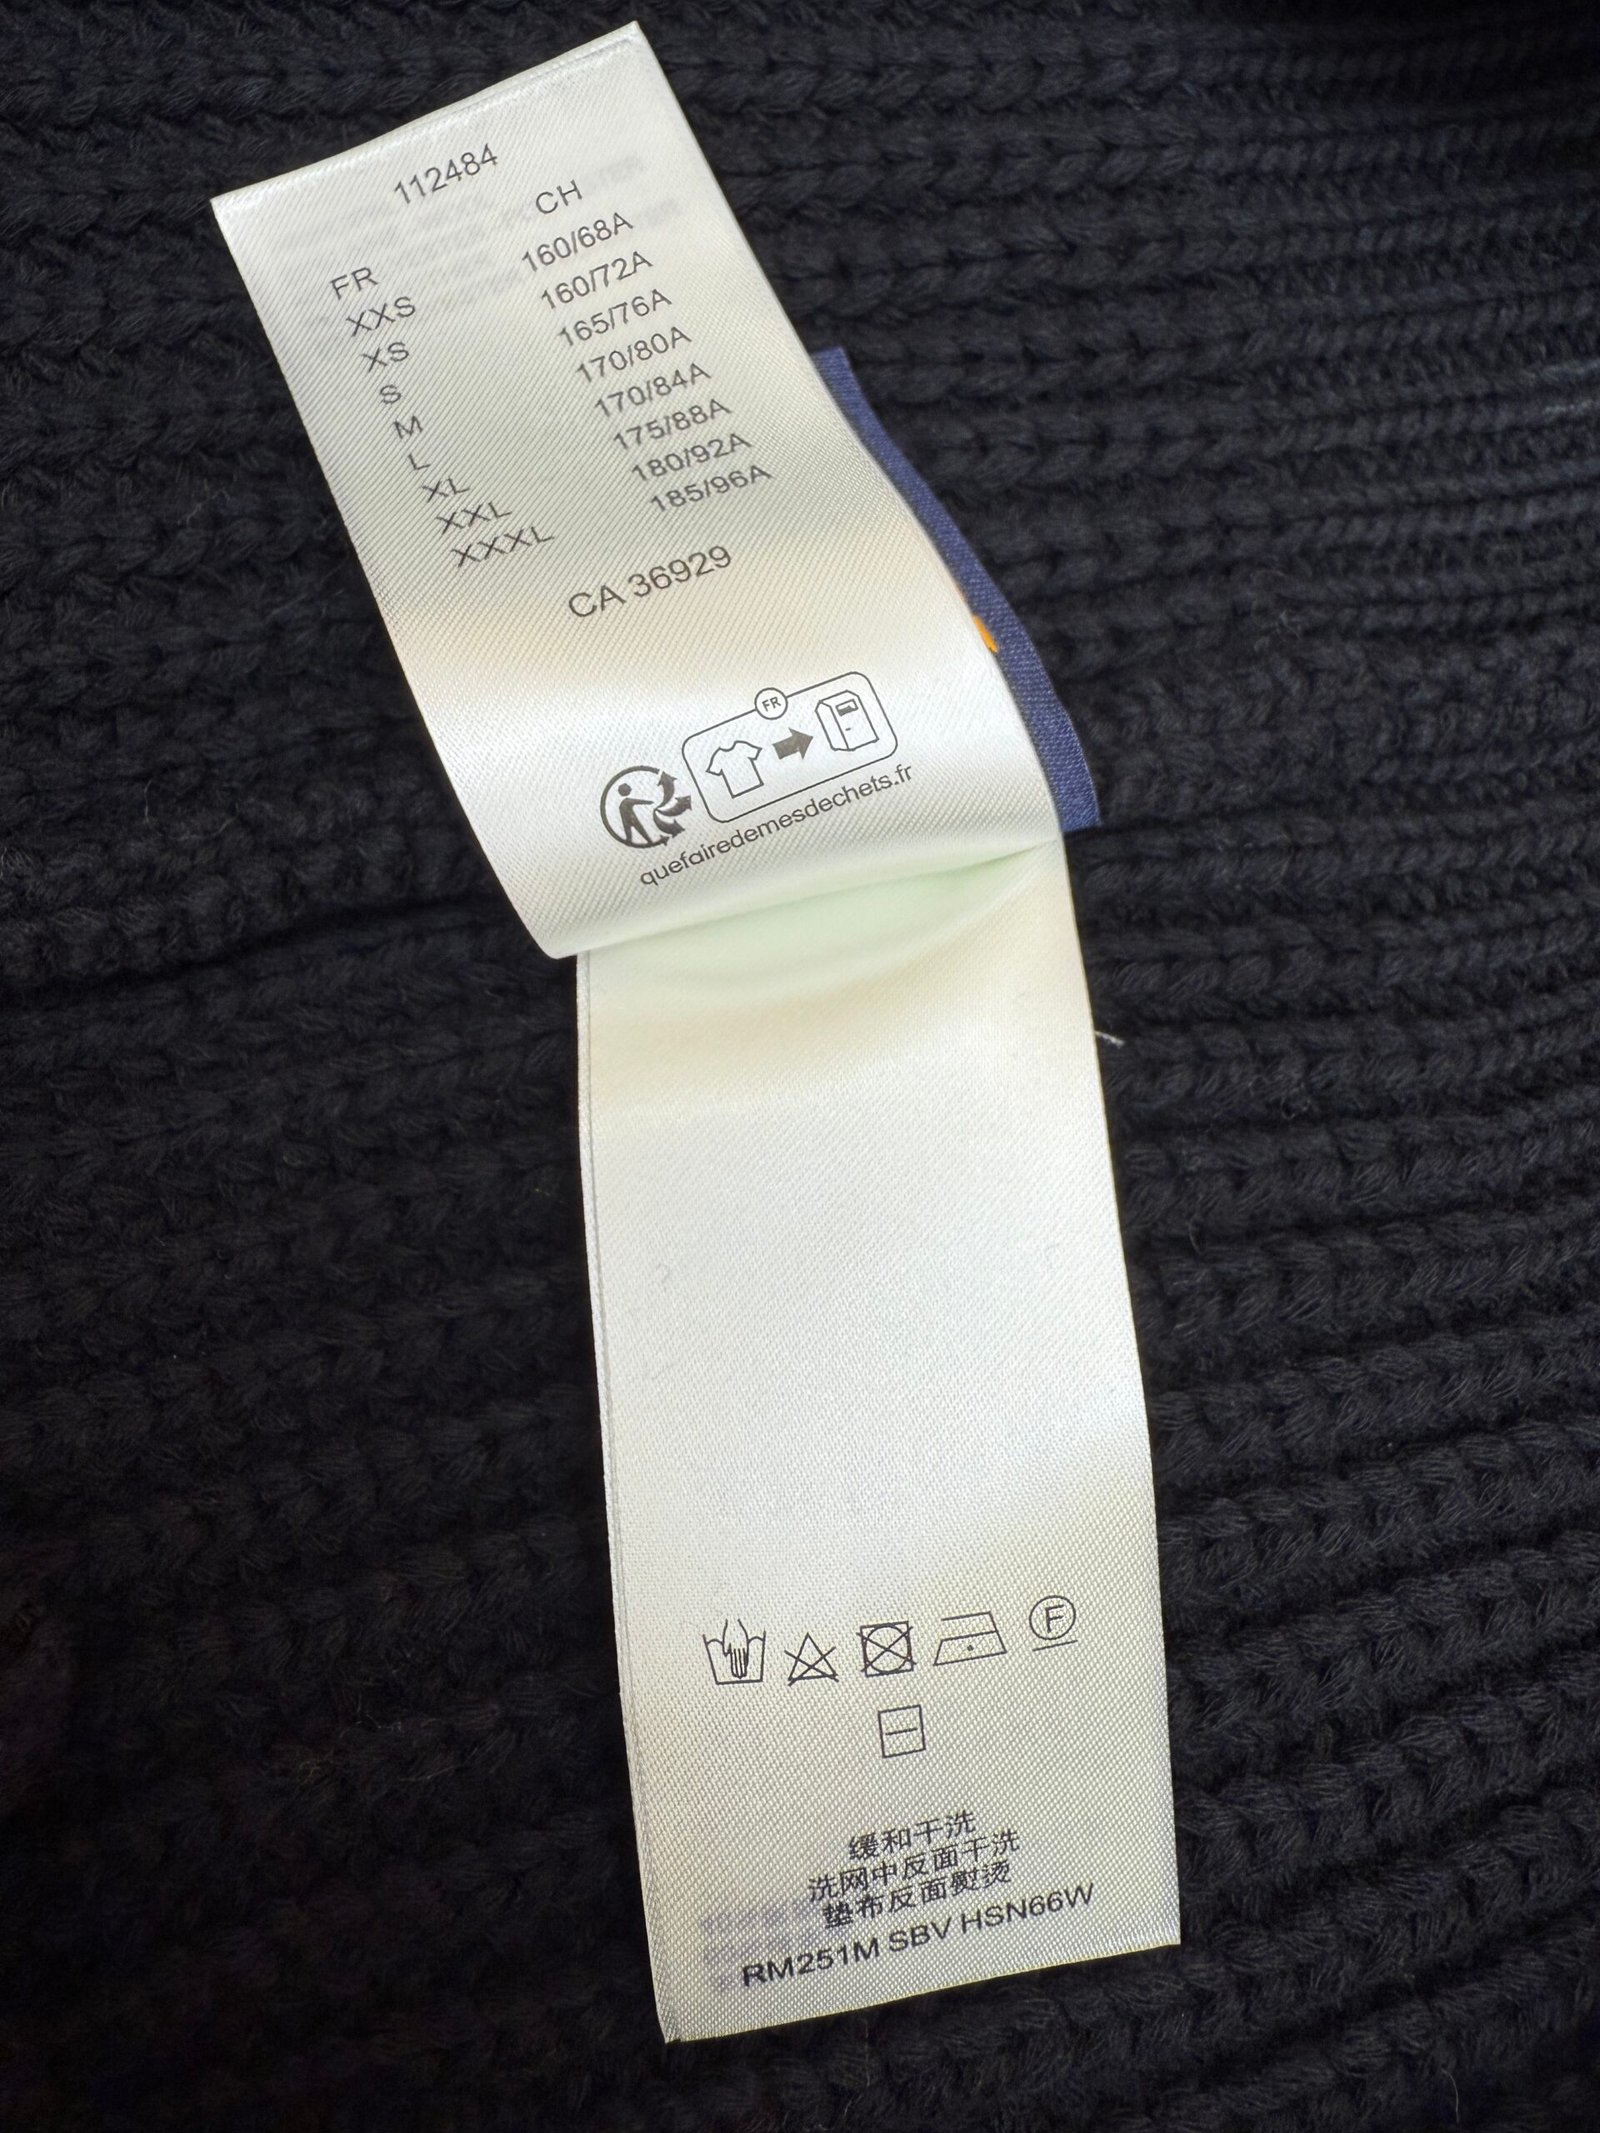 112484
FR CH
XXS 160/68A
XS 160/72A
S 165/76A
M 170/80A
L 170/84A
XL 175/88A
XXL 180/92A
XXXL 185/96A
CA 36929
FR
quefairedemesdechets.fr
F
缓和干洗
洗网中反面干洗
垫布反面熨烫
RM251M SBV HSN66W